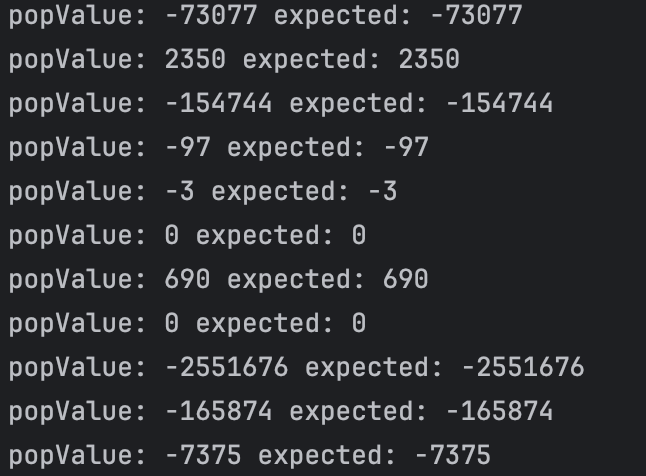 popValue: -73077 expected: -73077
popValue: 2350 expected: 2350
popValue: -154744 expected: -154744
popValue: -97 expected: -97
popValue: -3 expected: -3
popValue: 0 expected: 0
popValue: 690 expected: 690
popValue: 0 expected: 0
popValue: -2551676 expected: -2551676
popValue: -165874 expected: -165874
popValue: -7375 expected: -7375